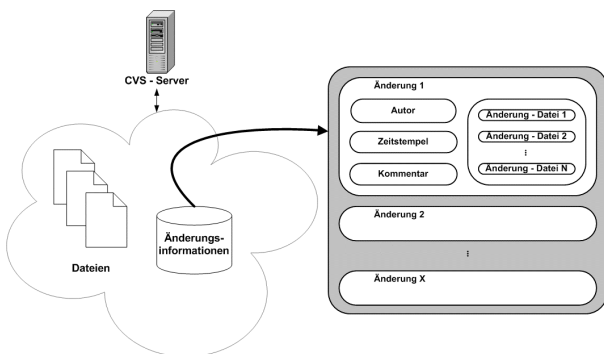 CVS - Server
Dateien
Änderungs-
informationen
Änderung 1
Autor
Zeitstempel
Kommentar
Änderung - Datei 1
Änderung - Datei 2
⋮
Änderung - Datei N
Änderung 2
⋮
Änderung X